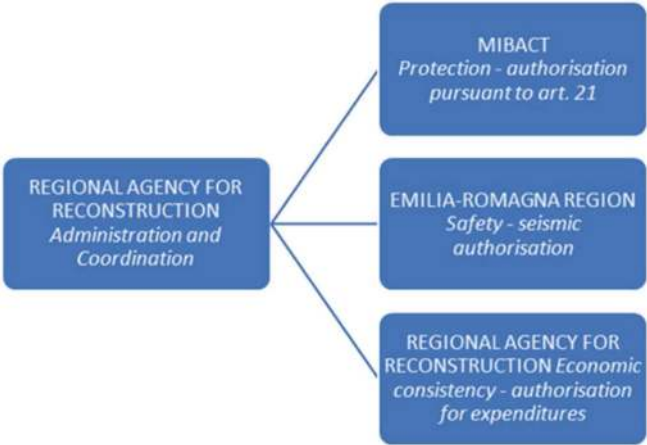 REGIONAL AGENCY FOR
RECONSTRUCTION
Administration and
Coordination
MIBACT
Protection - authorisation
pursuant to art. 21
EMILIA-ROMAGNA REGION
Safety - seismic
authorisation
REGIONAL AGENCY FOR
RECONSTRUCTION Economic
consistency - authorisation
for expenditures